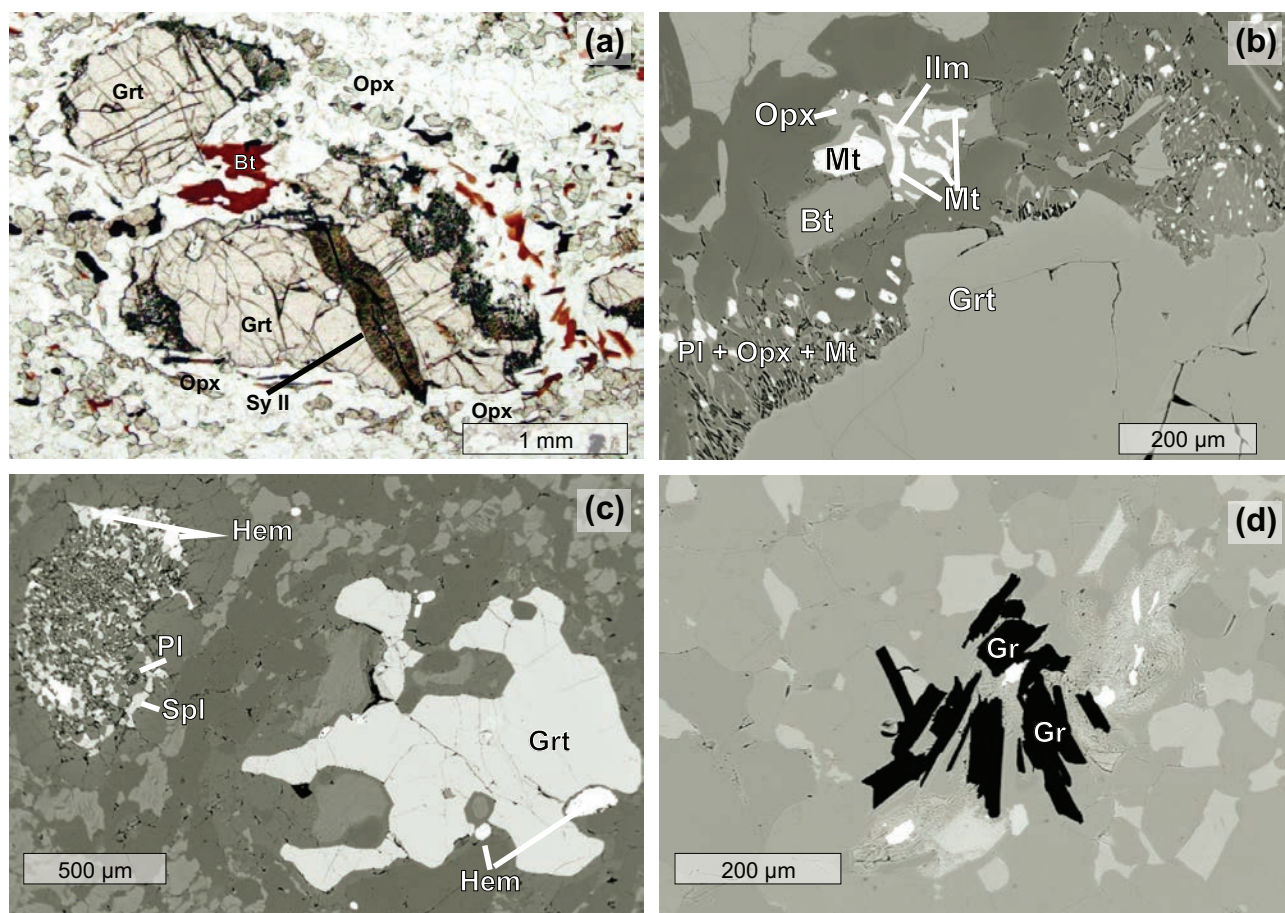 (a)
Grt
Opx
Bt
Grt
Opx
Sy II
Opx
1 mm
(b)
Ilm
Opx
Mt
Mt
Bt
Grt
Pl + Opx + Mt
200 µm
(c)
Hem
Pl
Spl
Grt
Hem
500 µm
(d)
Gr
Gr
200 µm